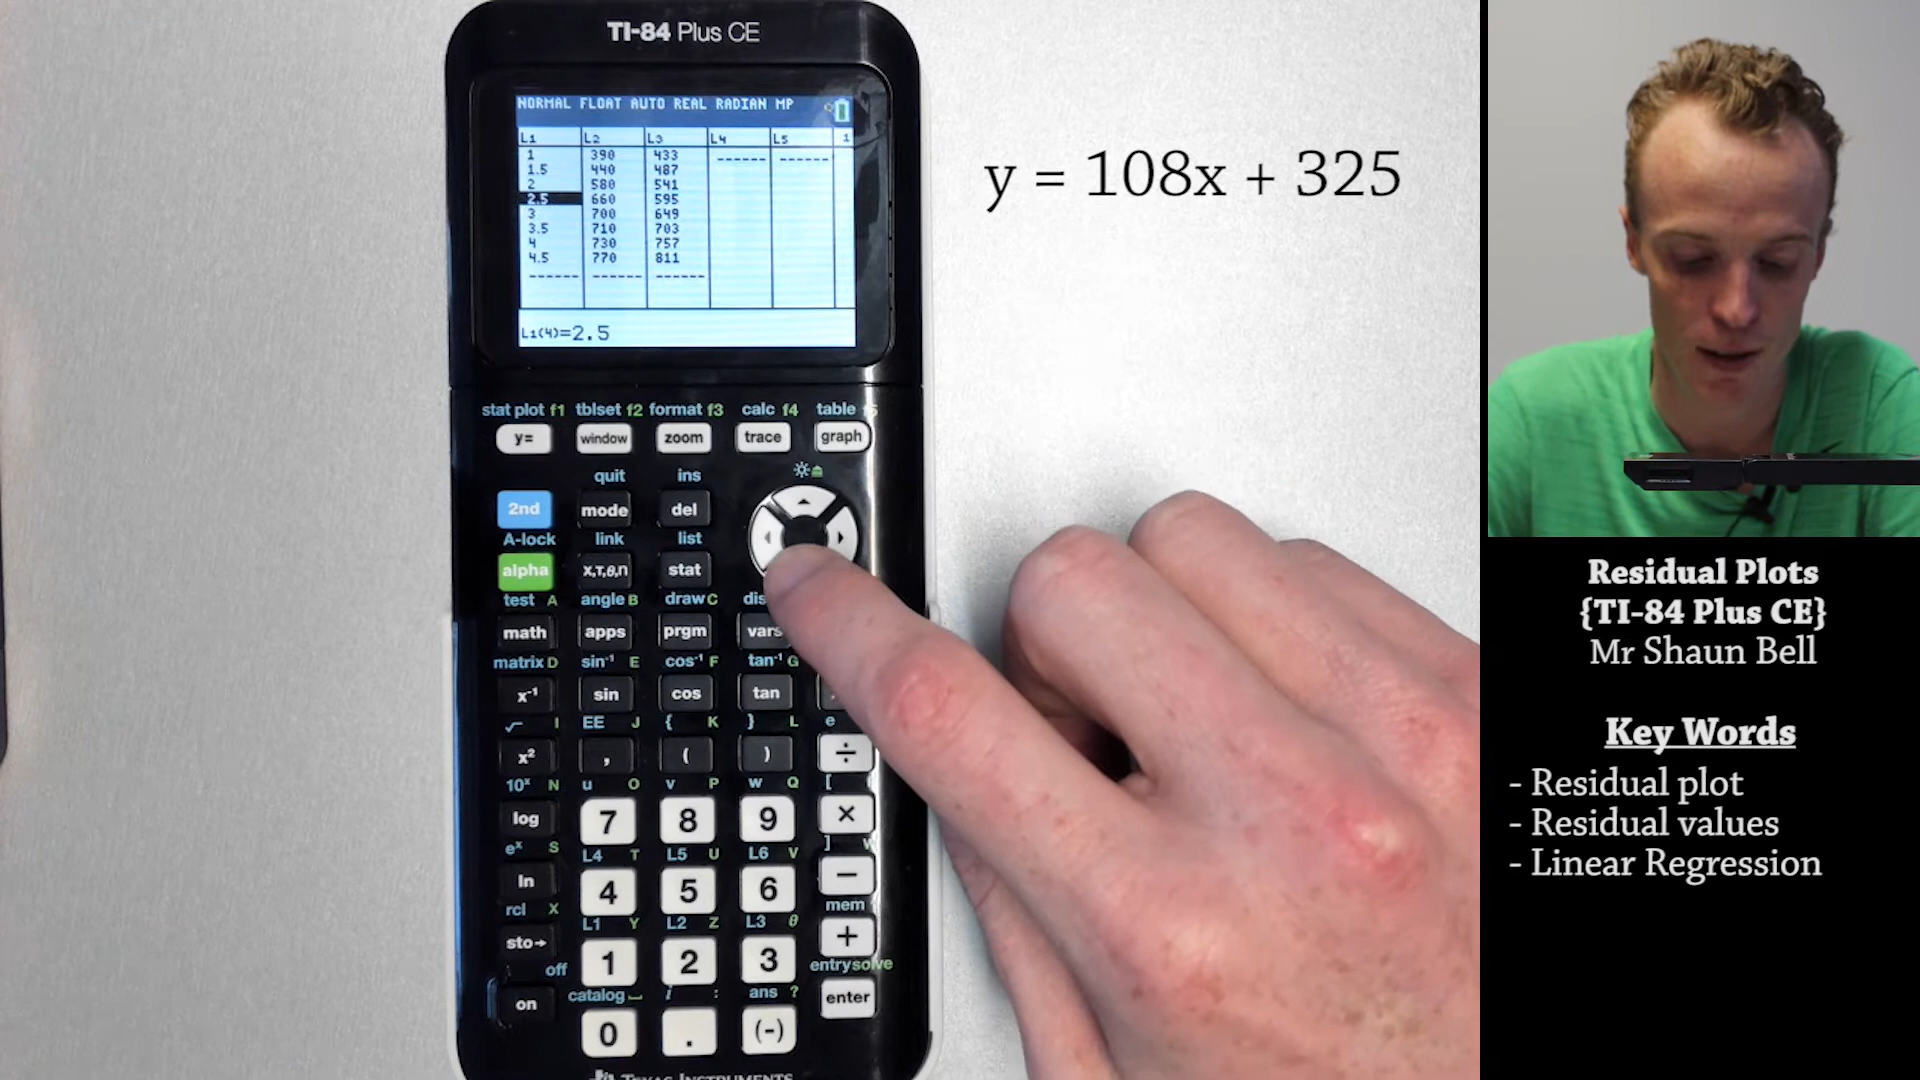 TI-84 Plus CE
NORMAL FLOAT AUTO REAL RADIAN MP
L1 L2 L3 L4 L5 1
1 390 433 ------ ------
1.5 440 487
2 580 541
2.5 660 595
3 700 649
3.5 710 703
4 730 757
4.5 770 811
------ ------ ------
L1(4)=2.5
stat plot f1 tblset f2 format f3 calc f4 table
y= window zoom trace graph
quit ins
2nd mode del
A-lock link list
alpha X,T,θ,n stat
test A angle B draw C
math apps prgm vars
matrix D sin⁻¹ E cos⁻¹ F tan⁻¹ G
x⁻¹ sin cos tan
√ I EE J { K } L e
x² , ( ) ÷
10ˣ N u O v P w Q [
log 7 8 9 ×
eˣ S L4 T L5 U L6 V ]
ln 4 5 6 −
rcl X L1 Y L2 Z L3 θ mem
sto→ 1 2 3 +
off catalog i : ans ? entry solve
on 0 . (-) enter
TEXAS INSTRUMENTS
y = 108x + 325
Residual Plots
{TI-84 Plus CE}
Mr Shaun Bell
Key Words
- Residual plot
- Residual values
- Linear Regression